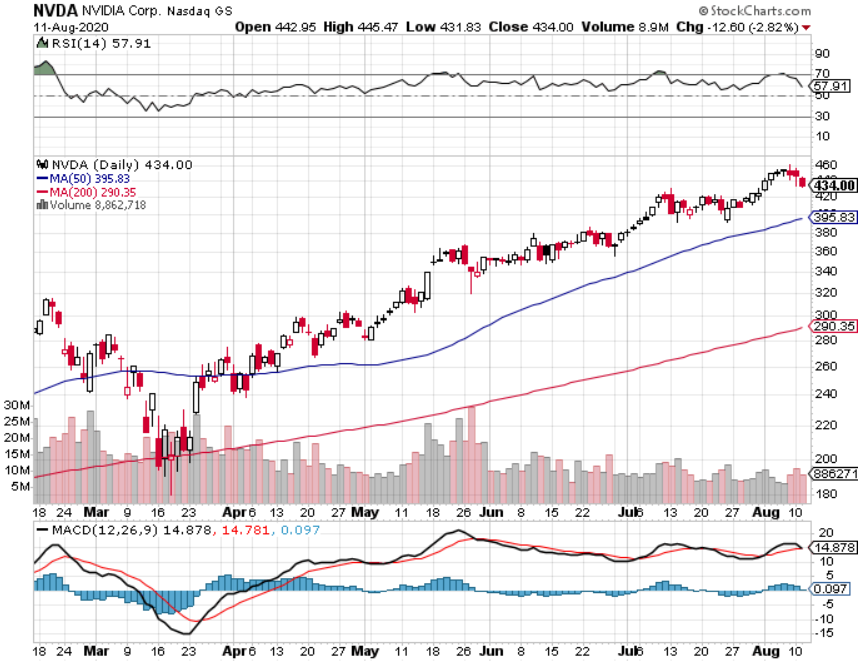 NVDA NVIDIA Corp. Nasdaq GS © StockCharts.com
11-Aug-2020 Open 442.95 High 445.47 Low 431.83 Close 434.00 Volume 8.9M Chg -12.60 (-2.82%)
RSI(14) 57.91
90
70
57.91
50
30
10
NVDA (Daily) 434.00
MA(50) 395.83
MA(200) 290.35
Volume 8,862,718
460
440
434.00
420
400
395.83
380
360
340
320
300
290.35
280
260
240
220
200
180
30M
25M
20M
15M
10M
5M
886271
18 24 Mar 9 16 23 Apr 6 13 20 27 May 11 18 26 Jun 8 15 22 Jul 6 13 20 27 Aug 10
MACD(12,26,9) 14.878, 14.781, 0.097
20
14.878
10
5
0.097
-5
-10
-15
18 24 Mar 9 16 23 Apr 6 13 20 27 May 11 18 26 Jun 8 15 22 Jul 6 13 20 27 Aug 10